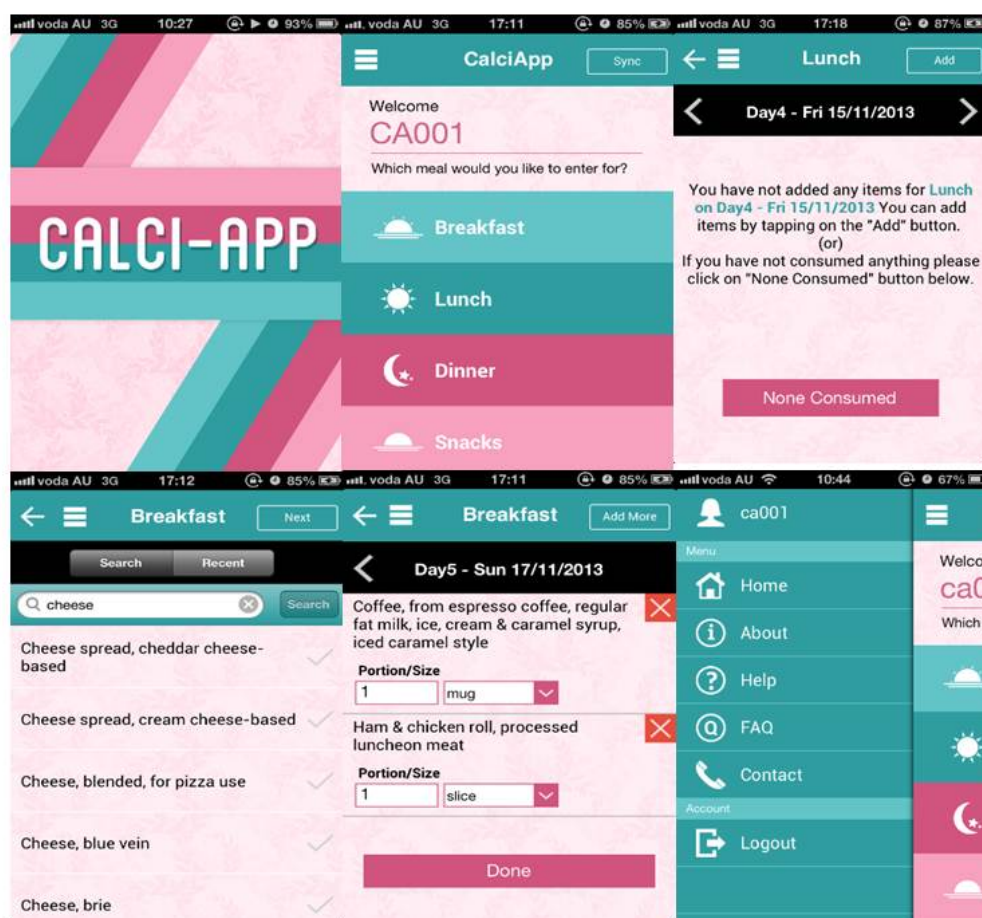 voda AU 3G 10:27 93%
CALCI-APP
voda AU 3G 17:11 85%
CalciApp Sync
Welcome
CA001
Which meal would you like to enter for?
Breakfast
Lunch
Dinner
Snacks
voda AU 3G 17:18 87%
Lunch Add
Day4 - Fri 15/11/2013
You have not added any items for Lunch
on Day4 - Fri 15/11/2013 You can add
items by tapping on the "Add" button.
(or)
If you have not consumed anything please
click on "None Consumed" button below.
None Consumed
voda AU 3G 17:12 85%
Breakfast Next
Search Recent
cheese Search
Cheese spread, cheddar cheese-
based
Cheese spread, cream cheese-based
Cheese, blended, for pizza use
Cheese, blue vein
Cheese, brie
voda AU 3G 17:11 85%
Breakfast Add More
Day5 - Sun 17/11/2013
Coffee, from espresso coffee, regular
fat milk, ice, cream & caramel syrup,
iced caramel style
Portion/Size
1 mug
Ham & chicken roll, processed
luncheon meat
Portion/Size
1 slice
Done
voda AU 10:44 67%
ca001
Menu
Home
About
Help
FAQ
Contact
Account
Logout
Welco
ca0
Which